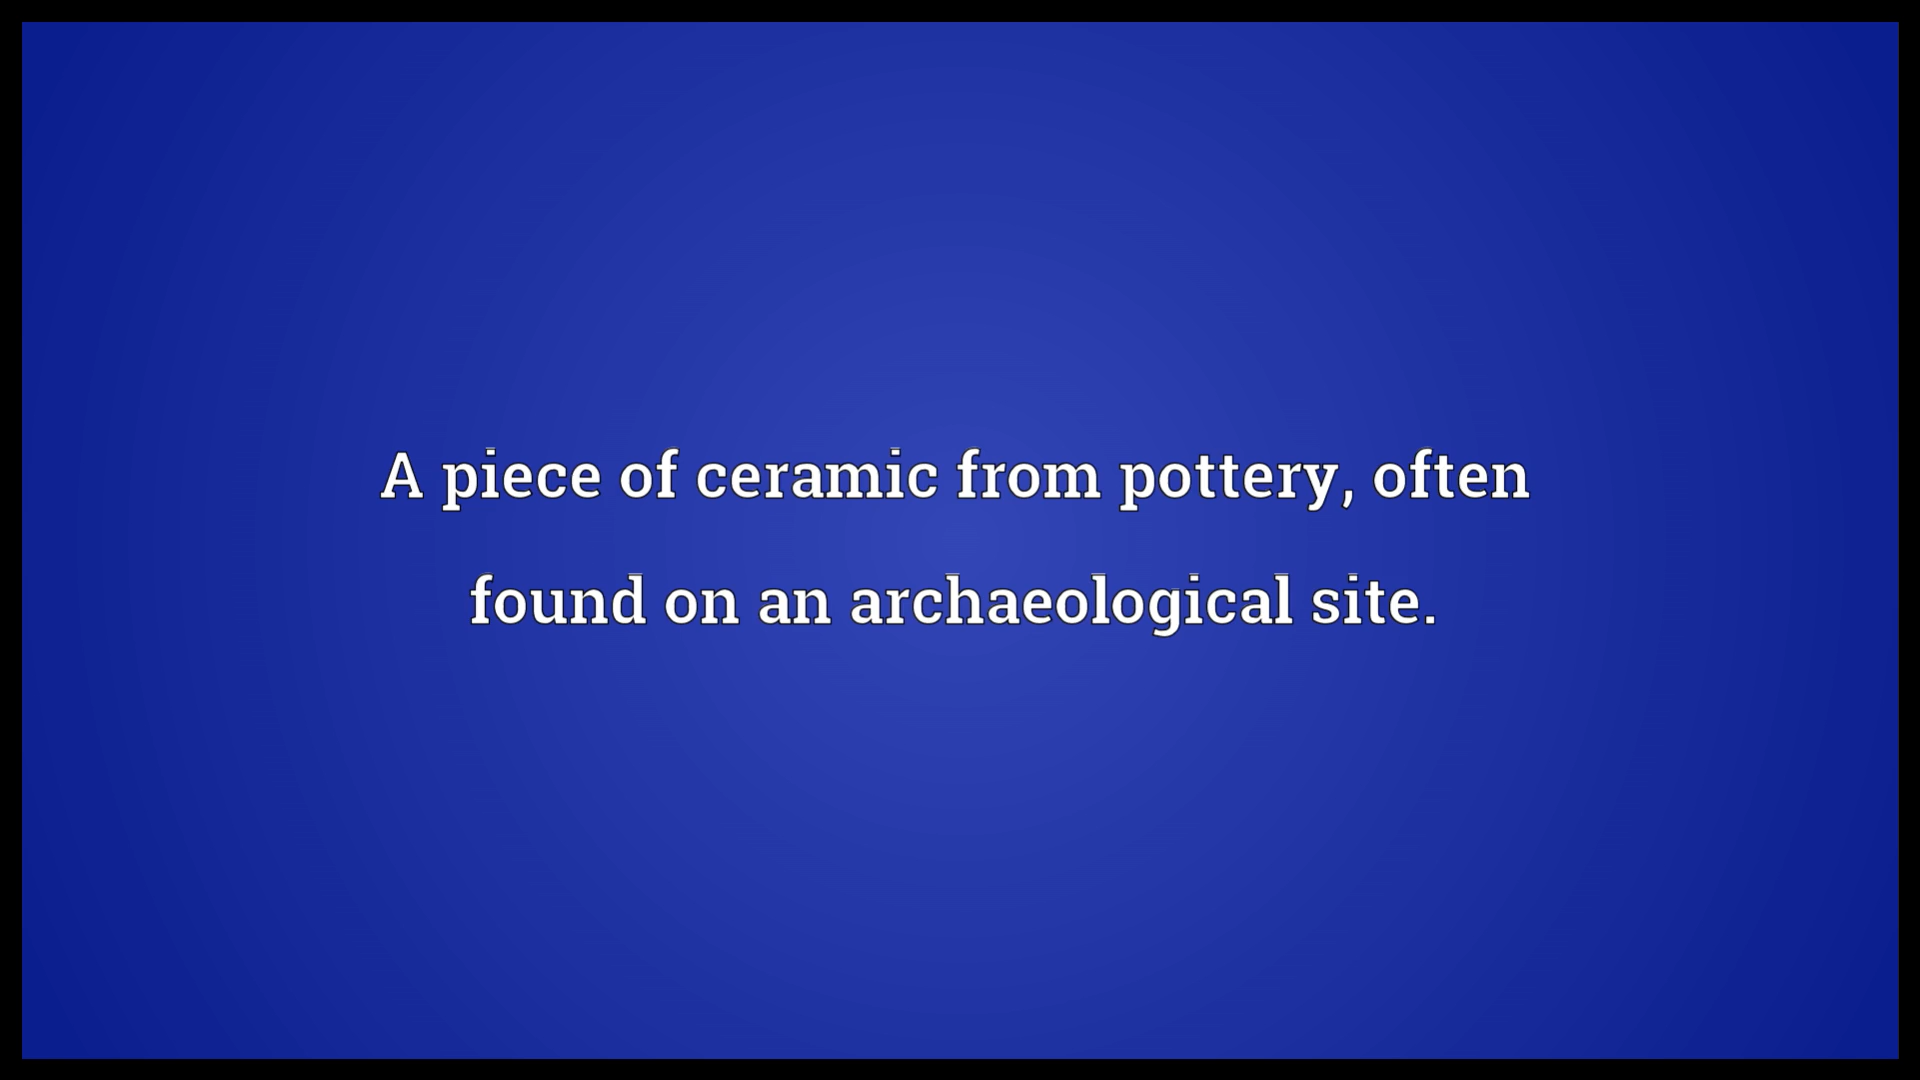 A piece of ceramic from pottery, often
found on an archaeological site.